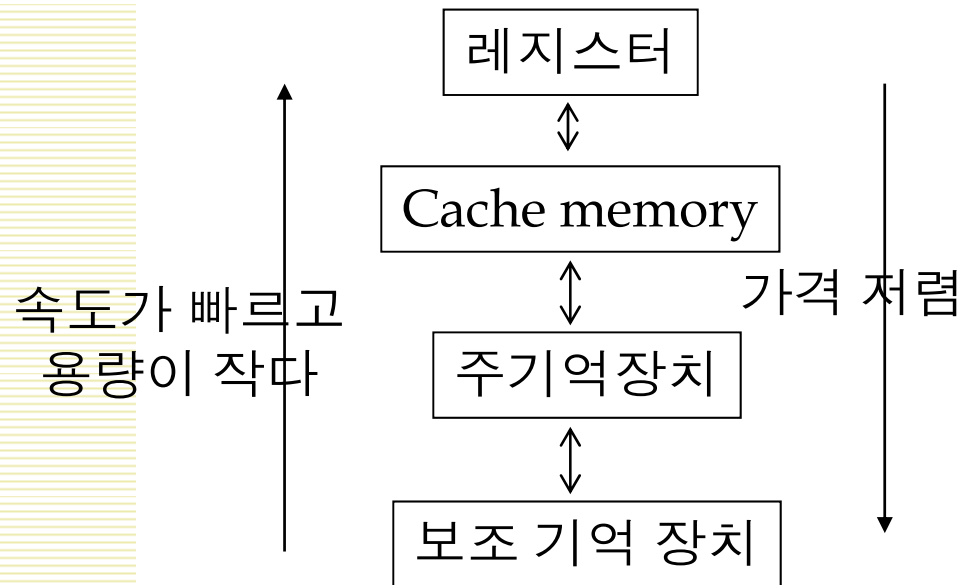 레지스터
Cache memory
속도가 빠르고
용량이 작다
가격 저렴
주기억장치
보조 기억 장치